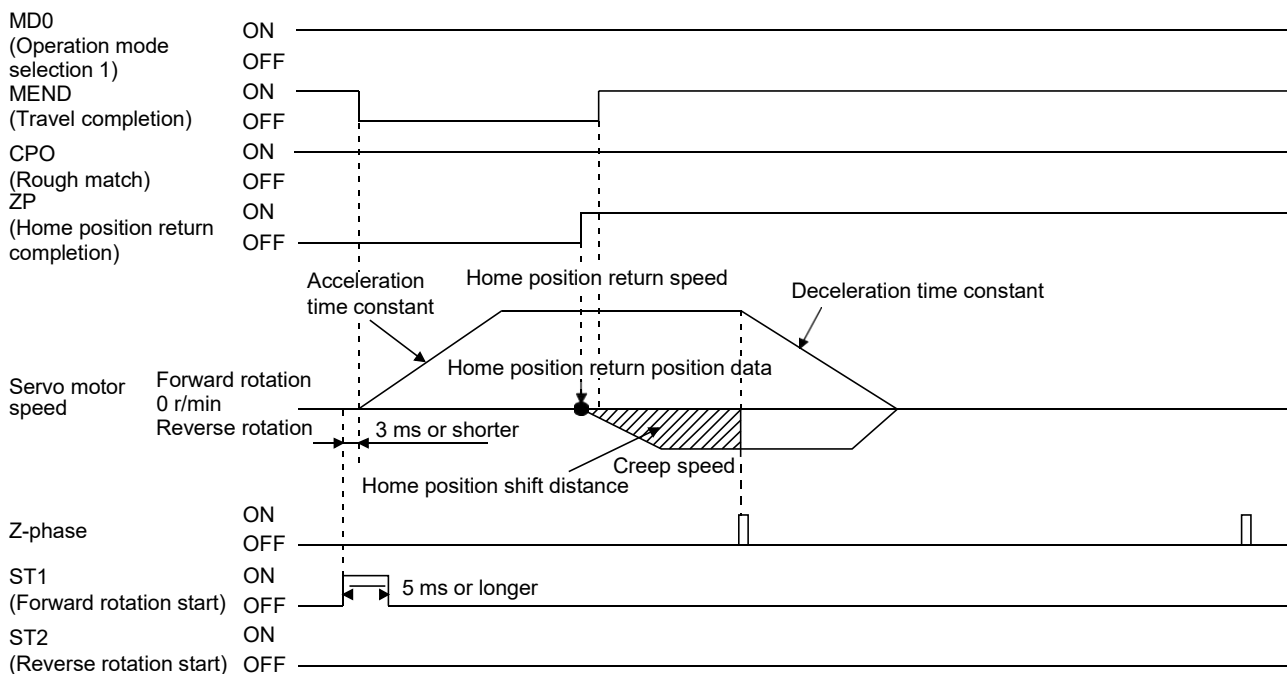 MD0
(Operation mode
selection 1)
ON
OFF
MEND
(Travel completion)
ON
OFF
CPO
(Rough match)
ON
OFF
ZP
(Home position return
completion)
ON
OFF
Acceleration
time constant
Home position return speed
Deceleration time constant
Home position return position data
Servo motor
speed
Forward rotation
0 r/min
Reverse rotation
3 ms or shorter
Creep speed
Home position shift distance
Z-phase
ON
OFF
ST1
(Forward rotation start)
ON
OFF
5 ms or longer
ST2
(Reverse rotation start)
ON
OFF